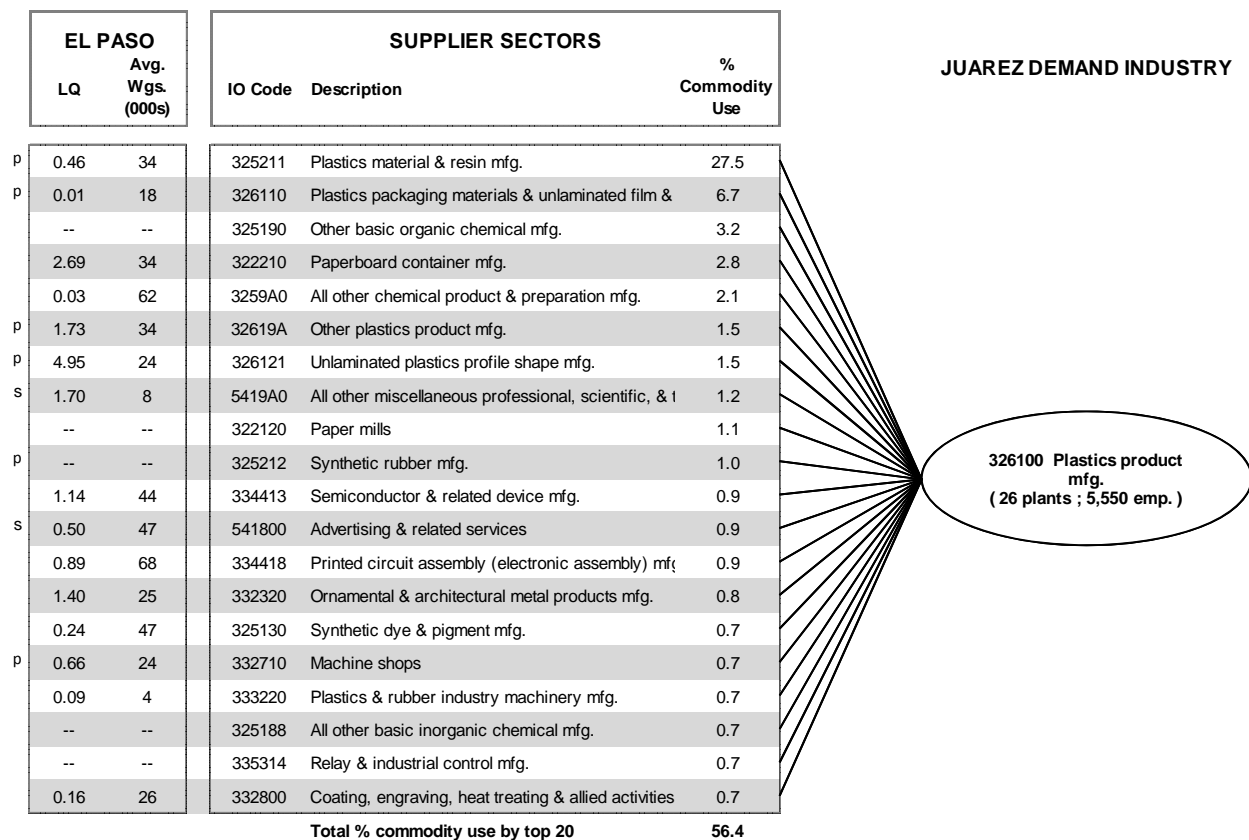 EL PASO
SUPPLIER SECTORS
JUAREZ DEMAND INDUSTRY
LQ Avg. Wgs. (000s) IO Code Description % Commodity Use
p 0.46 34 325211 Plastics material & resin mfg. 27.5
p 0.01 18 326110 Plastics packaging materials & unlaminated film & 6.7
-- -- 325190 Other basic organic chemical mfg. 3.2
2.69 34 322210 Paperboard container mfg. 2.8
0.03 62 3259A0 All other chemical product & preparation mfg. 2.1
p 1.73 34 32619A Other plastics product mfg. 1.5
p 4.95 24 326121 Unlaminated plastics profile shape mfg. 1.5
s 1.70 8 5419A0 All other miscellaneous professional, scientific, & 1.2
-- -- 322120 Paper mills 1.1
p -- -- 325212 Synthetic rubber mfg. 1.0
1.14 44 334413 Semiconductor & related device mfg. 0.9
s 0.50 47 541800 Advertising & related services 0.9
0.89 68 334418 Printed circuit assembly (electronic assembly) 0.9
1.40 25 332320 Ornamental & architectural metal products mfg. 0.8
0.24 47 325130 Synthetic dye & pigment mfg. 0.7
p 0.66 24 332710 Machine shops 0.7
0.09 4 333220 Plastics & rubber industry machinery mfg. 0.7
-- -- 325188 All other basic inorganic chemical mfg. 0.7
-- -- 335314 Relay & industrial control mfg. 0.7
0.16 26 332800 Coating, engraving, heat treating & allied activities 0.7
Total % commodity use by top 20 56.4
326100 Plastics product
mfg.
( 26 plants ; 5,550 emp. )